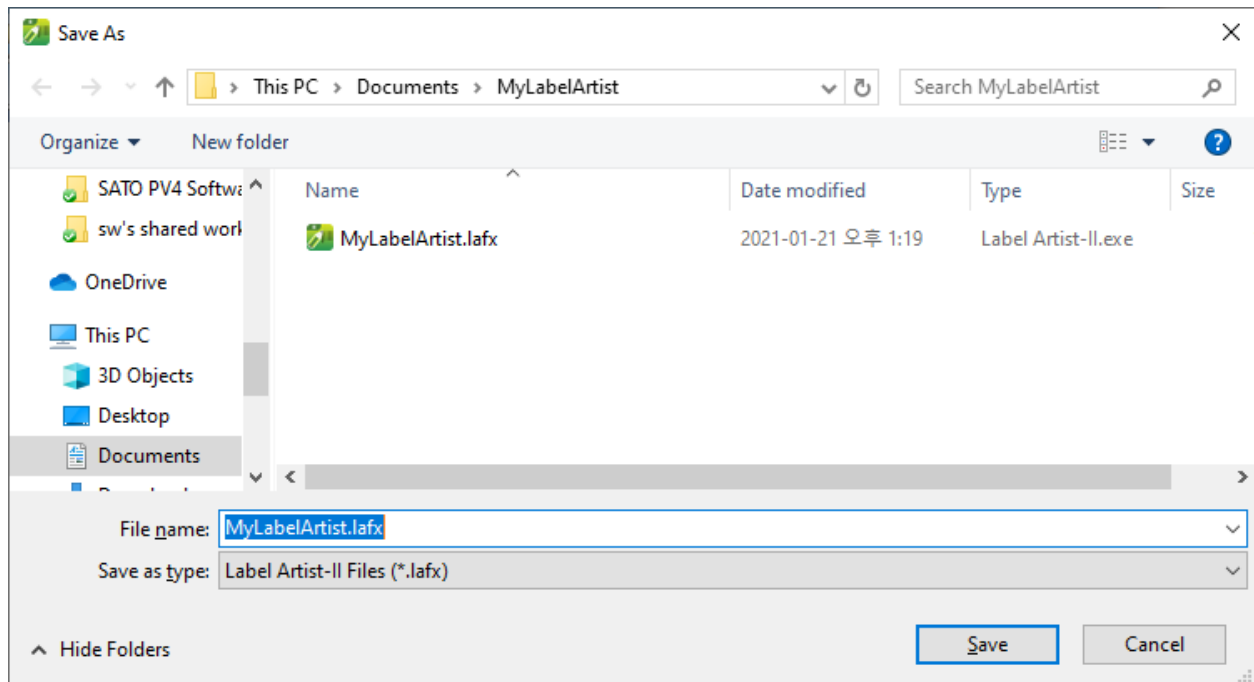 Save As
This PC > Documents > MyLabelArtist
Search MyLabelArtist
Organize
New folder
?
SATO PV4 Softwa
sw's shared work
OneDrive
This PC
3D Objects
Desktop
Documents
Name
Date modified
Type
Size
MyLabelArtist.lafx
2021-01-21 오후 1:19
Label Artist-II.exe
File name:
MyLabelArtist.lafx
Save as type:
Label Artist-II Files (*.lafx)
Hide Folders
Save
Cancel